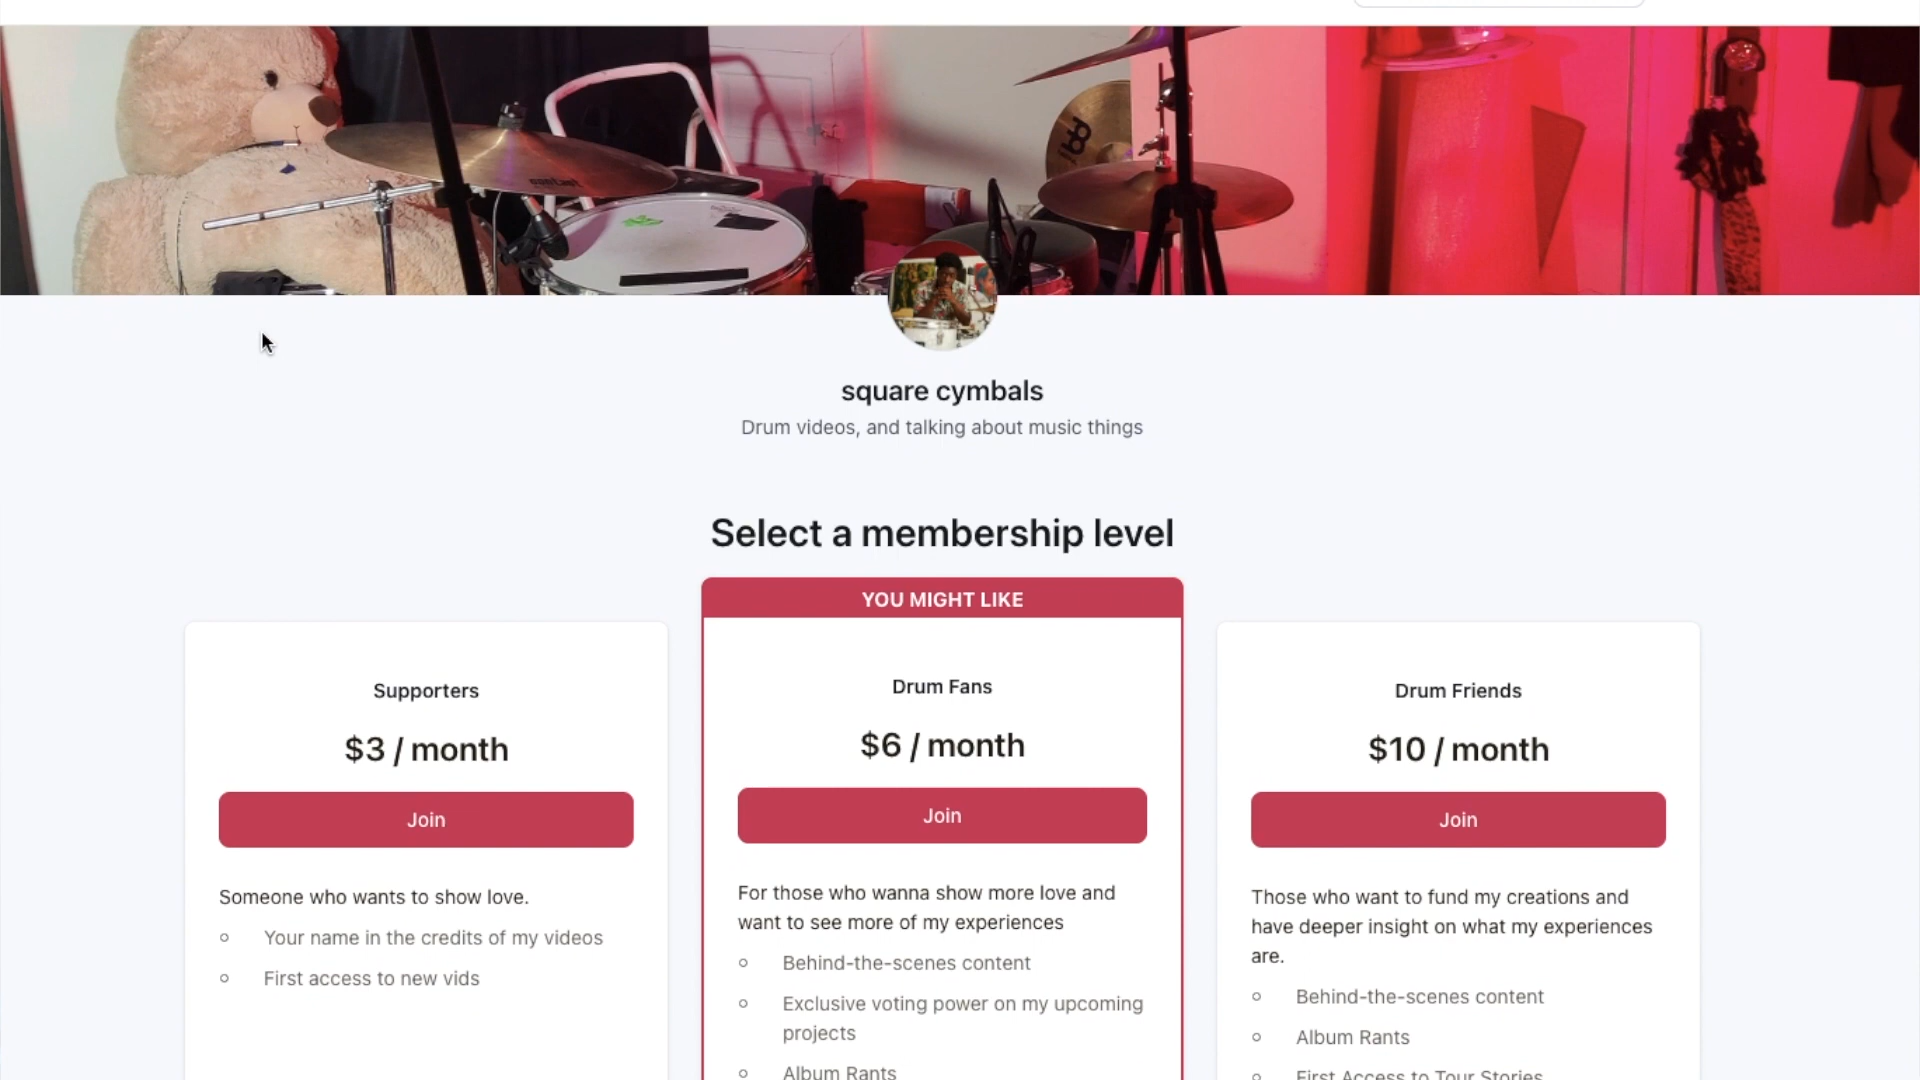 square cymbals
Drum videos, and talking about music things
Select a membership level
YOU MIGHT LIKE
Supporters
$3 / month
Join
Someone who wants to show love.
Your name in the credits of my videos
First access to new vids
Drum Fans
$6 / month
Join
For those who wanna show more love and
want to see more of my experiences
Behind-the-scenes content
Exclusive voting power on my upcoming
projects
Album Rants
Drum Friends
$10 / month
Join
Those who want to fund my creations and
have deeper insight on what my experiences
are.
Behind-the-scenes content
Album Rants
First Access to Tour Stories